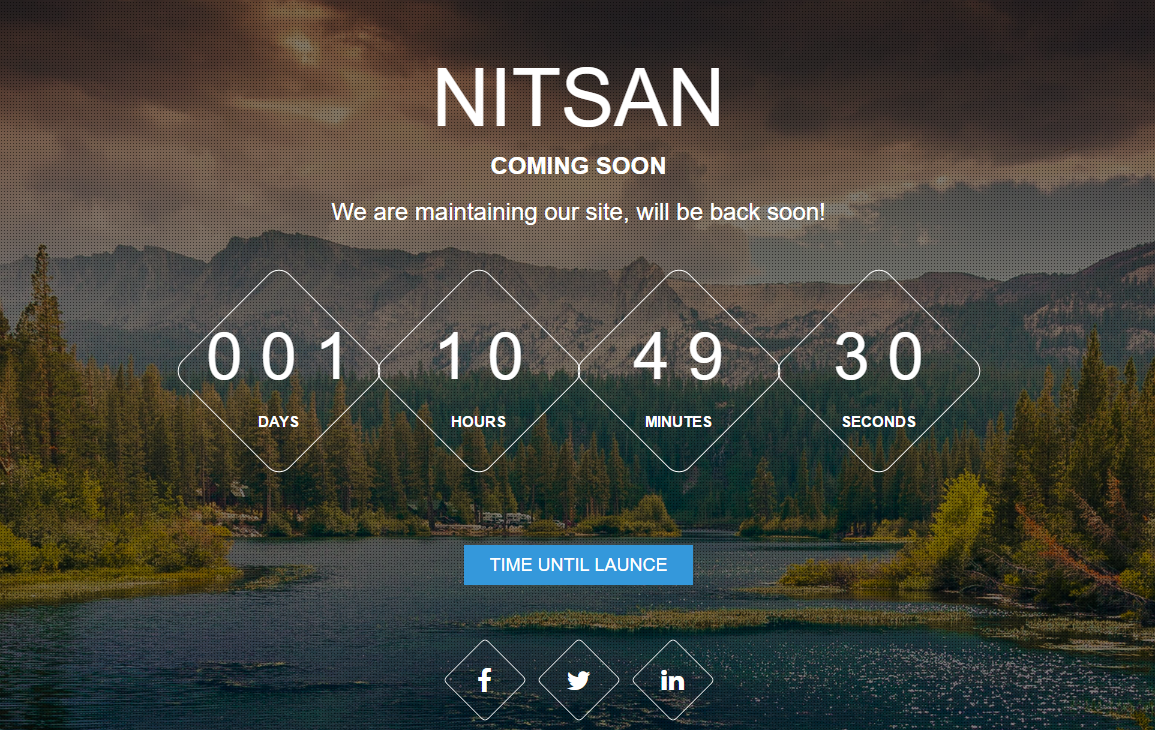 NITSAN
COMING SOON
We are maintaining our site, will be back soon!
001 10 49 30
DAYS HOURS MINUTES SECONDS
TIME UNTIL LAUNCE
f in